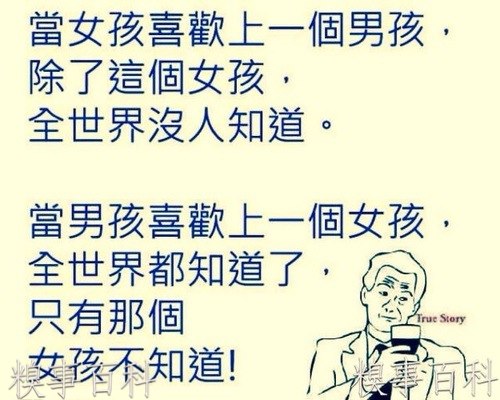 當女孩喜歡上一個男孩，
除了這個女孩，
全世界沒人知道。
當男孩喜歡上一個女孩，
全世界都知道了，
只有那個
女孩不知道!
True Story
糗事百科
糗事百科